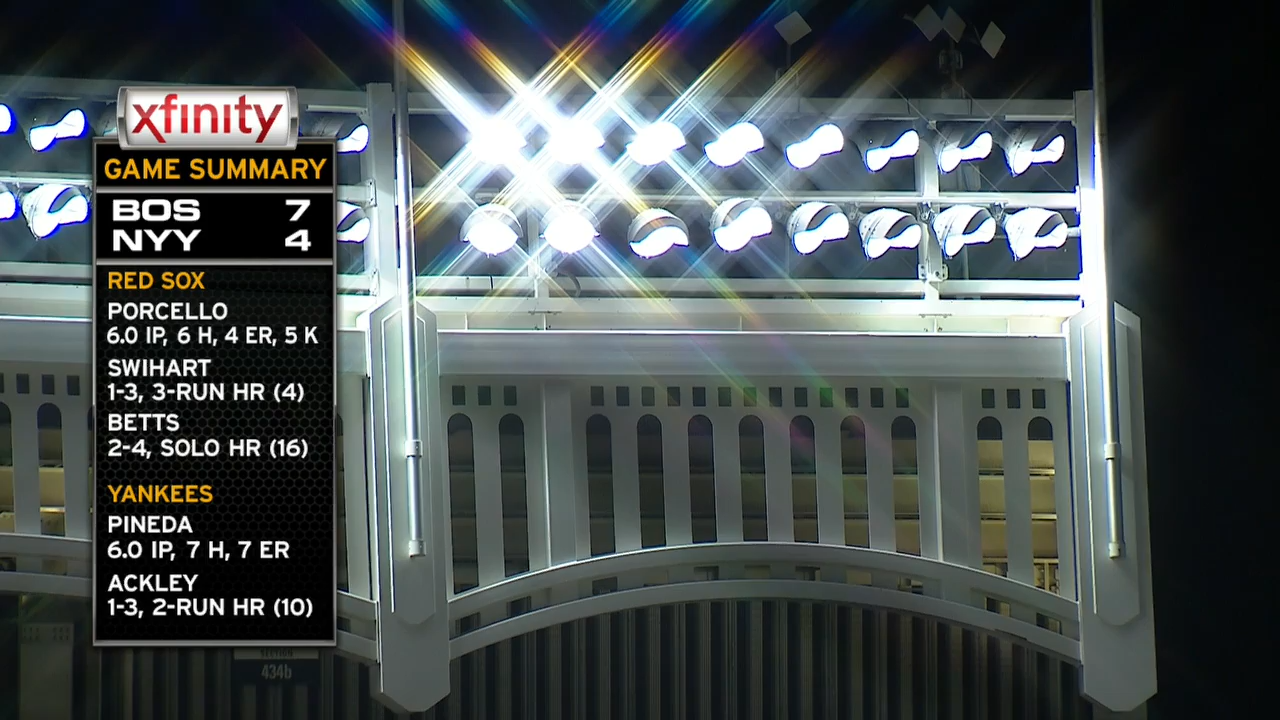 xfinity
GAME SUMMARY
BOS 7
NYY 4
RED SOX
PORCELLO
6.0 IP, 6 H, 4 ER, 5 K
SWIHART
1-3, 3-RUN HR (4)
BETTS
2-4, SOLO HR (16)
YANKEES
PINEDA
6.0 IP, 7 H, 7 ER
ACKLEY
1-3, 2-RUN HR (10)
SECTION
434b